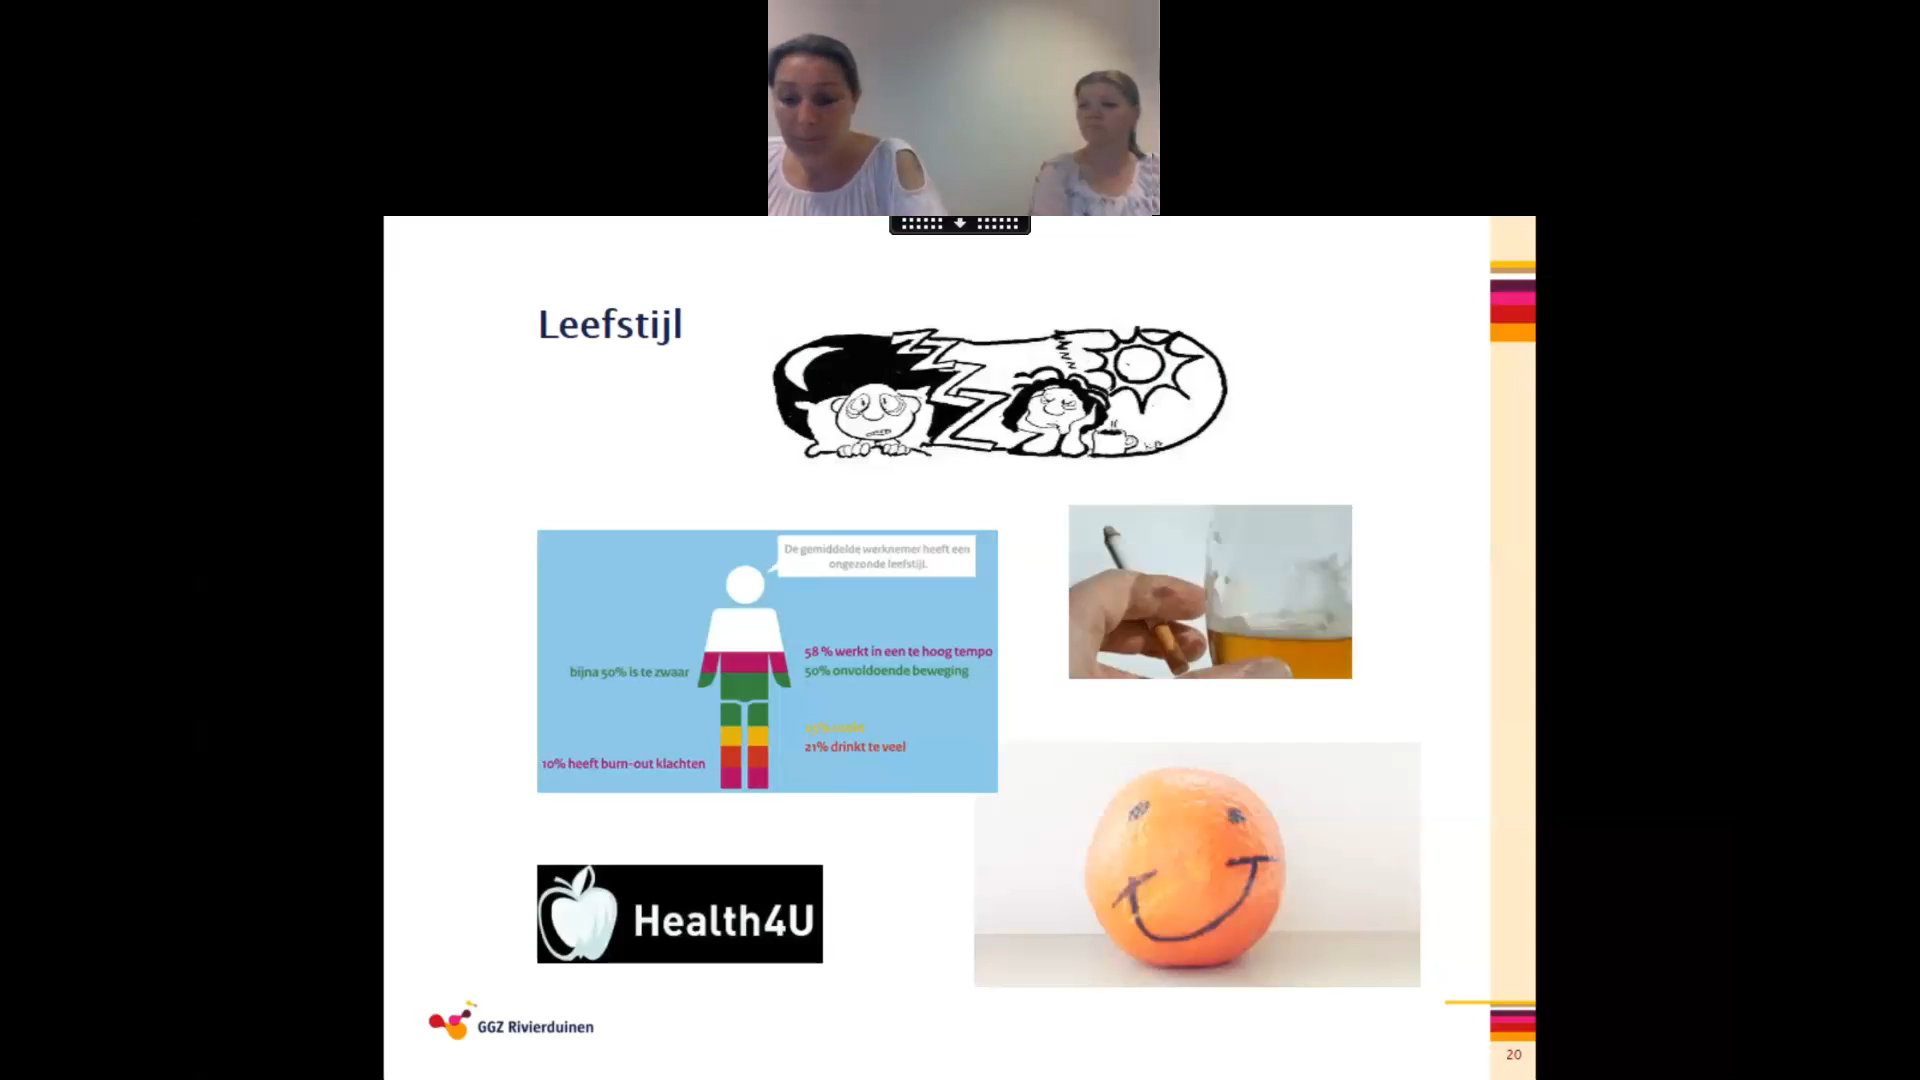 Leefstijl
De gemiddelde werknemer heeft een
ongezonde leefstijl.
58 % werkt in een te hoog tempo
bijna 50% is te zwaar
50% onvoldoende beweging
21% drinkt te veel
10% heeft burn-out klachten
Health4U
GGZ Rivierduinen
20